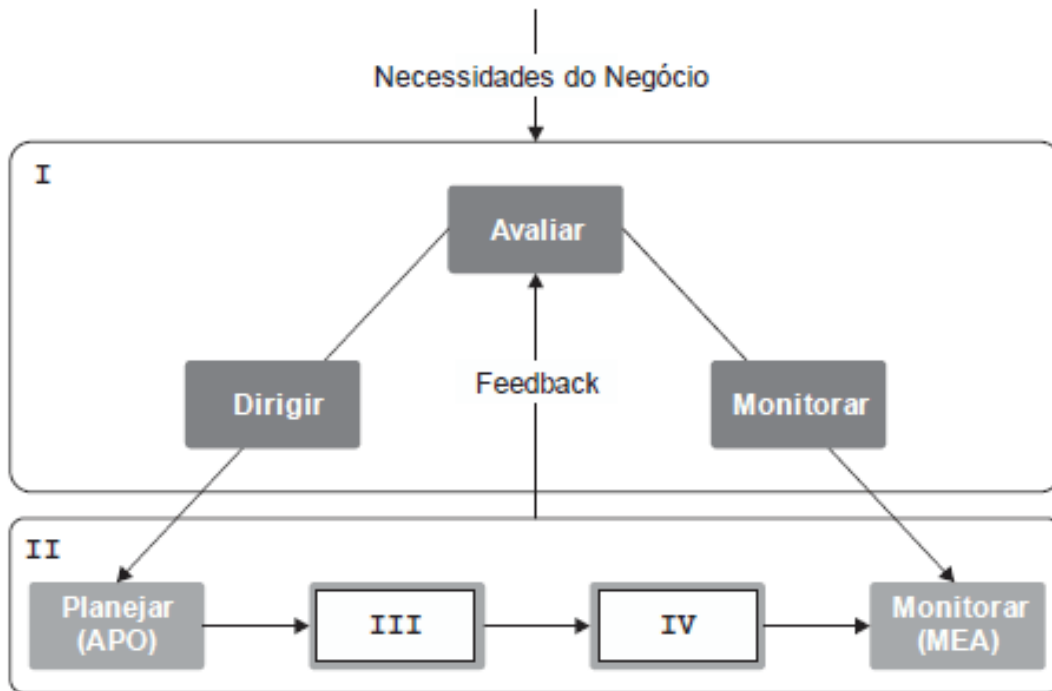 Necessidades do Negócio
I
Avaliar
Dirigir
Feedback
Monitorar
II
Planejar
(APO)
III
IV
Monitorar
(MEA)